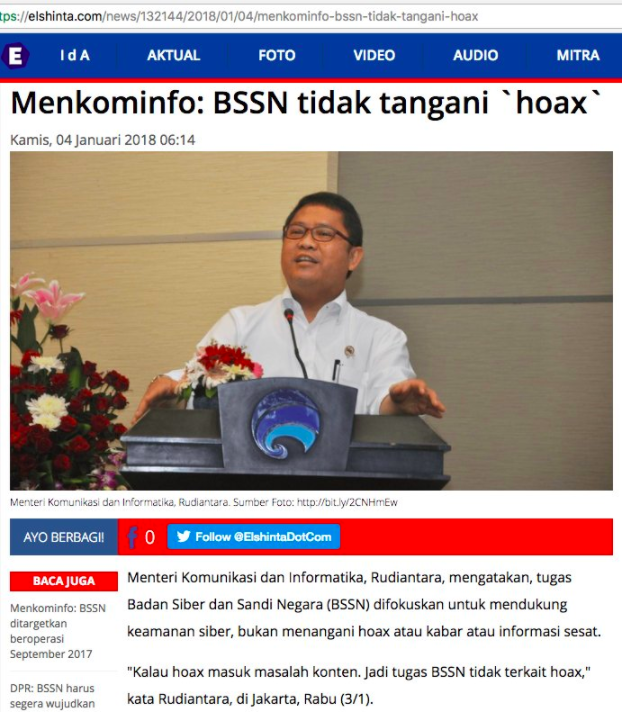 tps://elshinta.com/news/132144/2018/01/04/menkominfo-bssn-tidak-tangani-hoax
E
I d A
AKTUAL
FOTO
VIDEO
AUDIO
MITRA
Menkominfo: BSSN tidak tangani `hoax`
Kamis, 04 Januari 2018 06:14
Menteri Komunikasi dan Informatika, Rudiantara. Sumber Foto: http://bit.ly/2CNHmEw
AYO BERBAGI!
f 0
Follow @ElshintaDotCom
BACA JUGA
Menkominfo: BSSN
ditargetkan
beroperasi
September 2017
DPR: BSSN harus
segera wujudkan
Menteri Komunikasi dan Informatika, Rudiantara, mengatakan, tugas
Badan Siber dan Sandi Negara (BSSN) difokuskan untuk mendukung
keamanan siber, bukan menangani hoax atau kabar atau informasi sesat.
"Kalau hoax masuk masalah konten. Jadi tugas BSSN tidak terkait hoax,"
kata Rudiantara, di Jakarta, Rabu (3/1).